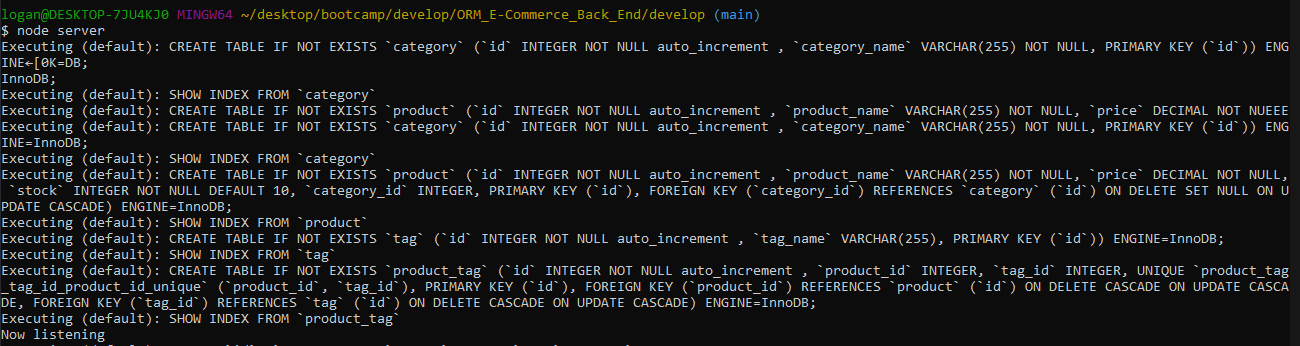 logan@DESKTOP-7JU4KJ0 MINGW64 ~/desktop/bootcamp/develop/ORM_E-Commerce_Back_End/develop (main)
$ node server
Executing (default): CREATE TABLE IF NOT EXISTS `category` (`id` INTEGER NOT NULL auto_increment , `category_name` VARCHAR(255) NOT NULL, PRIMARY KEY (`id`)) ENG
INE←[0K=DB;
InnoDB;
Executing (default): SHOW INDEX FROM `category`
Executing (default): CREATE TABLE IF NOT EXISTS `product` (`id` INTEGER NOT NULL auto_increment , `product_name` VARCHAR(255) NOT NULL, `price` DECIMAL NOT NUEEE
Executing (default): CREATE TABLE IF NOT EXISTS `category` (`id` INTEGER NOT NULL auto_increment , `category_name` VARCHAR(255) NOT NULL, PRIMARY KEY (`id`)) ENG
INE=InnoDB;
Executing (default): SHOW INDEX FROM `category`
Executing (default): CREATE TABLE IF NOT EXISTS `product` (`id` INTEGER NOT NULL auto_increment , `product_name` VARCHAR(255) NOT NULL, `price` DECIMAL NOT NULL,
 `stock` INTEGER NOT NULL DEFAULT 10, `category_id` INTEGER, PRIMARY KEY (`id`), FOREIGN KEY (`category_id`) REFERENCES `category` (`id`) ON DELETE SET NULL ON U
PDATE CASCADE) ENGINE=InnoDB;
Executing (default): SHOW INDEX FROM `product`
Executing (default): CREATE TABLE IF NOT EXISTS `tag` (`id` INTEGER NOT NULL auto_increment , `tag_name` VARCHAR(255), PRIMARY KEY (`id`)) ENGINE=InnoDB;
Executing (default): SHOW INDEX FROM `tag`
Executing (default): CREATE TABLE IF NOT EXISTS `product_tag` (`id` INTEGER NOT NULL auto_increment , `product_id` INTEGER, `tag_id` INTEGER, UNIQUE `product_tag
_tag_id_product_id_unique` (`product_id`, `tag_id`), PRIMARY KEY (`id`), FOREIGN KEY (`product_id`) REFERENCES `product` (`id`) ON DELETE CASCADE ON UPDATE CASCA
DE, FOREIGN KEY (`tag_id`) REFERENCES `tag` (`id`) ON DELETE CASCADE ON UPDATE CASCADE) ENGINE=InnoDB;
Executing (default): SHOW INDEX FROM `product_tag`
Now listening